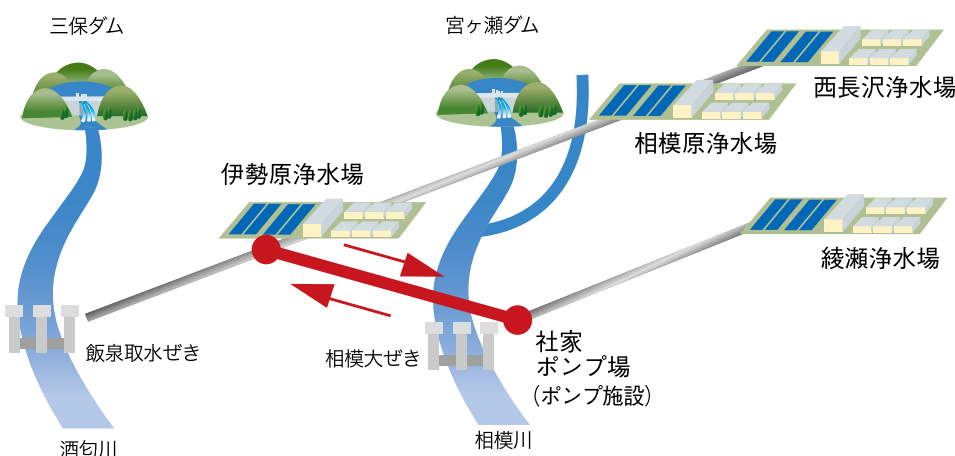 三保ダム
宮ヶ瀬ダム
西長沢浄水場
相模原浄水場
伊勢原浄水場
綾瀬浄水場
飯泉取水ぜき
相模大ぜき
社家
ポンプ場
(ポンプ施設)
酒匂川
相模川